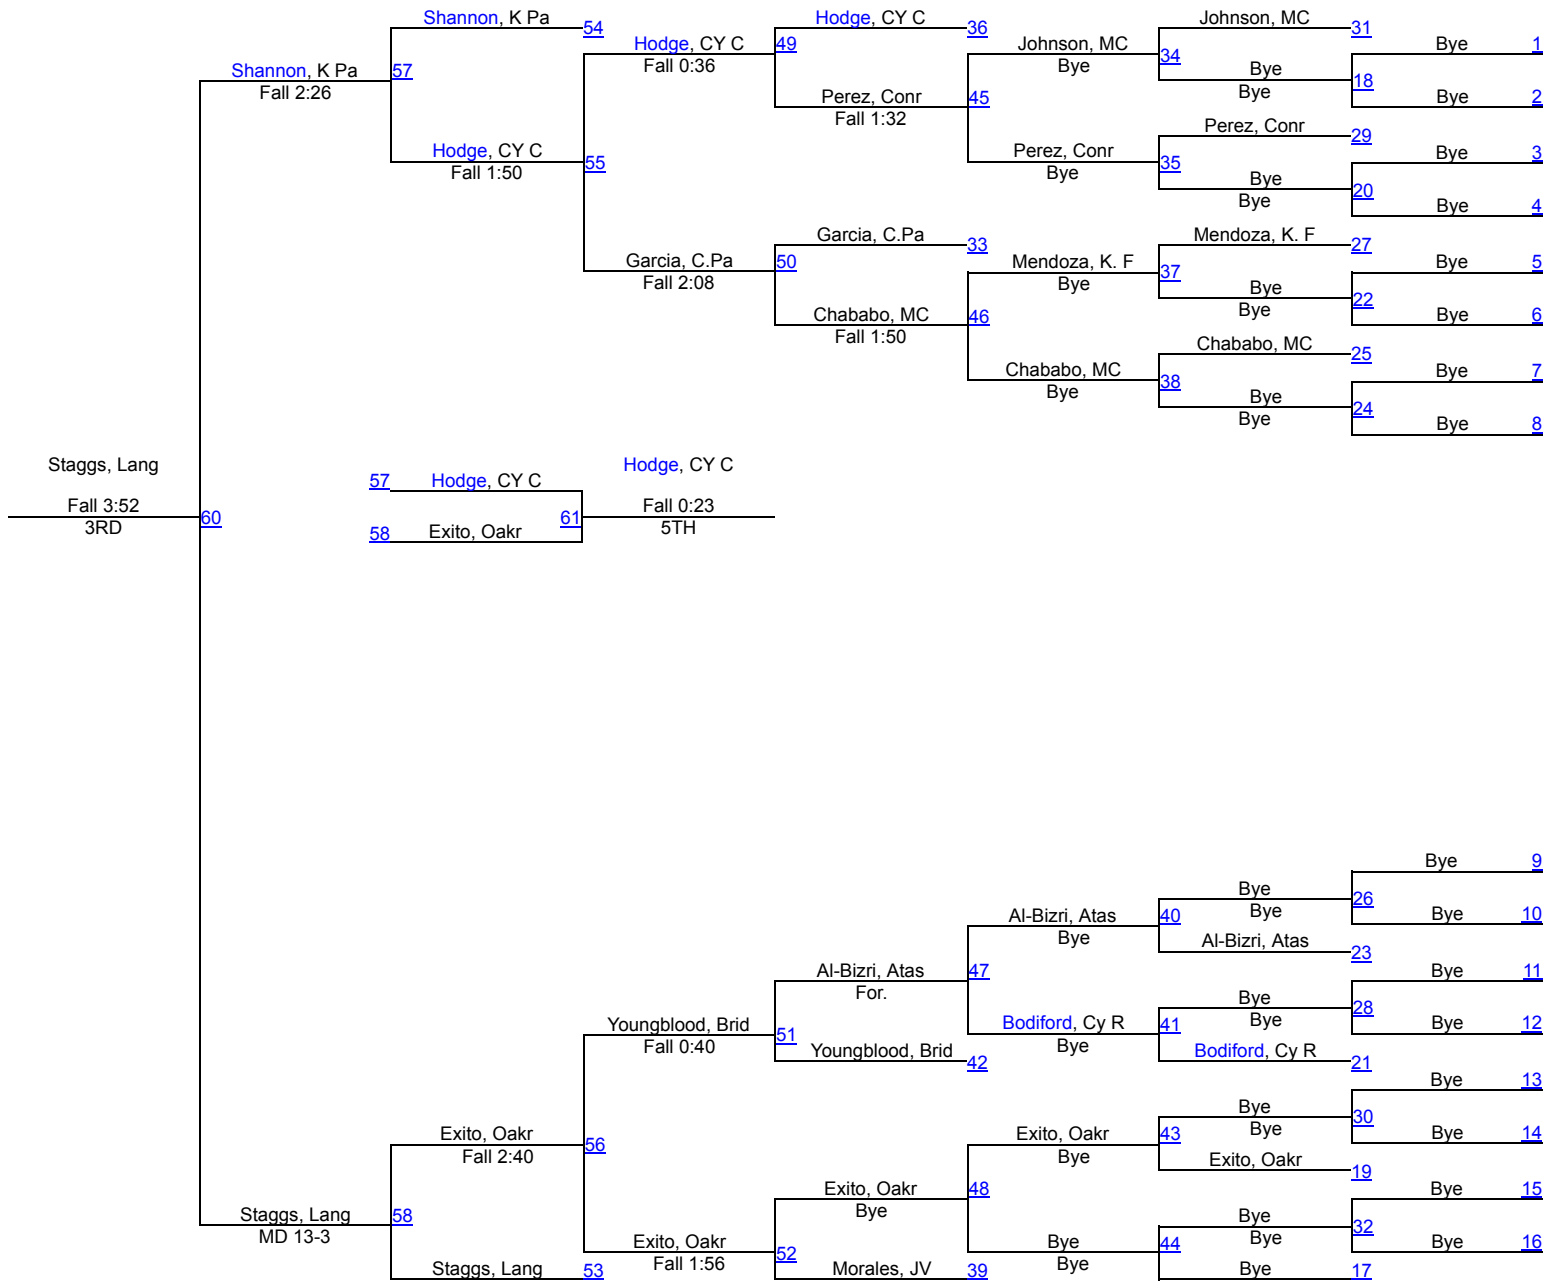 Shannon, K Pa
54
Hodge, CY C
36
Johnson, MC
31
Hodge, CY C
49
Johnson, MC
Bye
1
Fall 0:36
Bye
34
Shannon, K Pa
57
Bye
18
Fall 2:26
Bye
Perez, Conr
45
Bye
2
Fall 1:32
Perez, Conr
29
Hodge, CY C
55
Perez, Conr
35
Bye
3
Fall 1:50
Bye
Bye
20
Bye
Bye
4
Garcia, C.Pa
33
Mendoza, K. F
27
Garcia, C.Pa
50
Mendoza, K. F
37
Bye
5
Fall 2:08
Bye
Bye
22
Bye
Chababo, MC
46
Bye
6
Fall 1:50
Chababo, MC
25
Chababo, MC
38
Bye
7
Bye
Bye
24
Bye
Bye
8
Staggs, Lang
Hodge, CY C
57
Hodge, CY C
Fall 3:52
60
61
Fall 0:23
3RD
5TH
58
Exito, Oakr
Bye
9
Bye
26
Bye
Al-Bizri, Atas
40
Bye
10
Bye
Al-Bizri, Atas
23
Al-Bizri, Atas
47
Bye
11
For.
Bye
28
Bye
Youngblood, Brid
51
Bodiford, Cy R
41
Bye
12
Fall 0:40
Bye
Youngblood, Brid
42
Bodiford, Cy R
21
Bye
13
Bye
30
Bye
Exito, Oakr
56
Exito, Oakr
43
Bye
14
Fall 2:40
Bye
Exito, Oakr
19
Exito, Oakr
48
Bye
15
Bye
Staggs, Lang
58
Bye
32
MD 13-3
Bye
Exito, Oakr
52
Bye
44
Bye
16
Fall 1:56
Bye
Staggs, Lang
53
Morales, JV
39
Bye
17